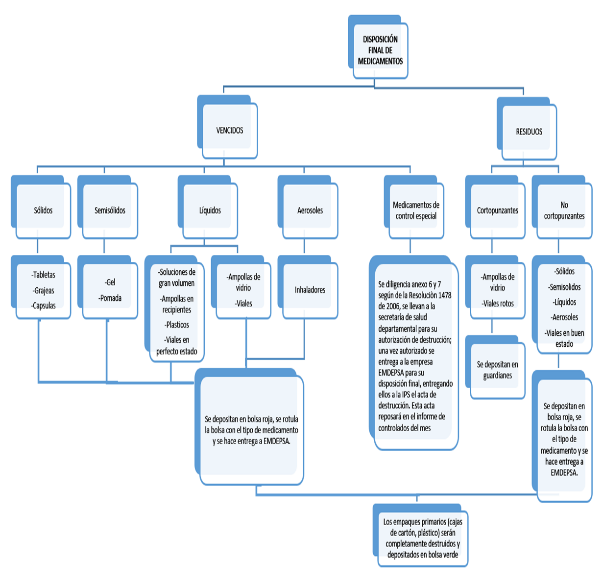 DISPOSICIÓN
FINAL DE
MEDICAMENTOS
VENCIDOS
RESIDUOS
Sólidos
Semisólidos
Líquidos
Aerosoles
Medicamentos de
control especial
Cortopunzantes
No
cortopunzantes
-Tabletas
-Grajeas
-Capsulas
-Gel
-Pomada
-Soluciones de
gran volumen
-Ampollas en
recipientes
-Plasticos
-Viales en
perfecto estado
-Ampollas de
vidrio
-Viales
Inhaladores
Se diligencia anexo 6 y 7
según de la Resolución 1478
de 2006, se llevan a la
secretaría de salud
departamental para su
autorización de destrucción;
una vez autorizado se
entrega a la empresa
EMDEPSA para su
disposición final, entregando
ellos a la IPS el acta de
destrucción. Esta acta
reposará en el informe de
controlados del mes
-Ampollas de
vidrio
-Viales rotos
-Sólidos
-Semisolidos
-Líquidos
-Aerosoles
-Viales en buen
estado
Se depositan en
guardianes
Se depositan en bolsa roja, se rotula
la bolsa con el tipo de medicamento
y se hace entrega a EMDEPSA.
Se depositan en
bolsa roja, se
rotula la bolsa con
el tipo de
medicamento y se
hace entrega a
EMDEPSA.
Los empaques primarios (cajas
de cartón, plástico) serán
completamente destruidos y
depositados en bolsa verde